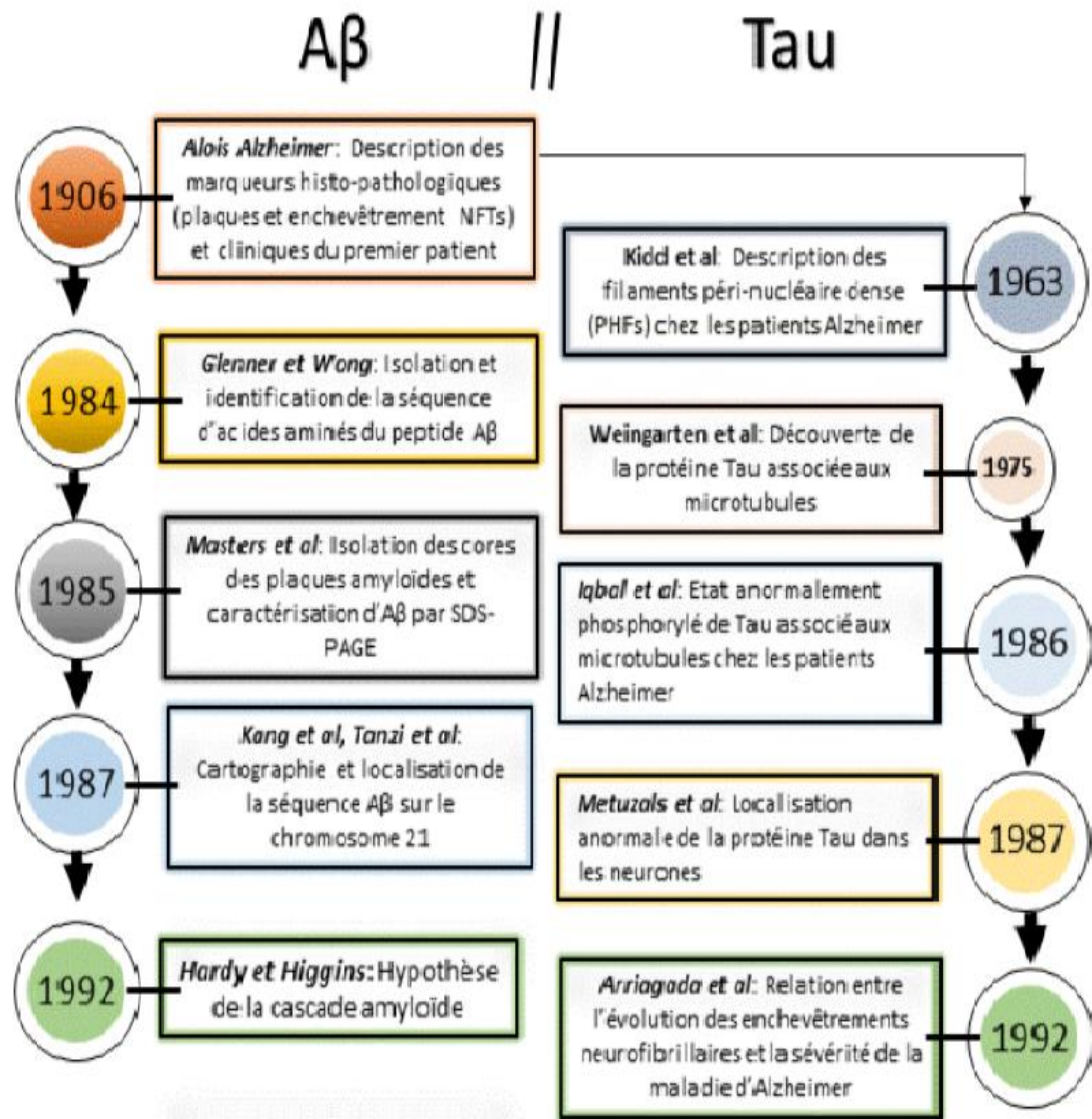 Aβ // Tau
1906
Alois Alzheimer: Description des
marqueurs histo-pathologiques
(plaques et enchevêtrement NFTs)
et cliiniques du premier patient
1984
Glenner et Wong: Isolation et
identification de la séquence
d'acides aminés du peptide Aβ
1985
Masters et al: Isolation des cores
des plaques amyloïdes et
caractérisation d'Aβ par SDS-
PAGE
1987
Kang et al, Tanzi et al:
Cartographie et localisation de
la séquence Aβ sur le
chromosome 21
1992
Hardy et Higgins: Hypothèse
de la cascade amyloïde
Kidd et al: Description des
filaments péri-nucléaire dense
(PHFs) chez les patients Alzheimer
1963
Weingarten et al: Découverte de
la protéine Tau associée aux
microtubules
1975
Iqbal et al: Etat anormalement
phosphorylé de Tau associé aux
microtubules chez les patients
Alzheimer
1986
Metuzals et al: Localisation
anormale de la protéine Tau dans
les neurones
1987
Arriagada et al: Relation entre
l'évolution des enchevêtrements
neurofibrillaires et la sévérité de la
maladie d'Alzheimer
1992